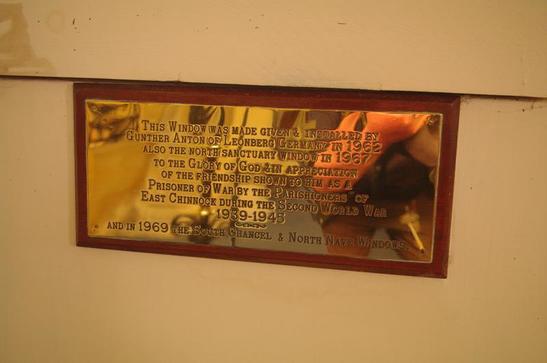 This Window was made given & installed by
Gunther Anton of Leonberg Germany in 1962
also the north sanctuary window in 1967
to the Glory of God & in appreciation
of the friendship shown to him as a
Prisoner of War by the Parishioners of
East Chinnock during the Second World War
1939-1945
and in 1969 the South Chancel & North Nave Windows.